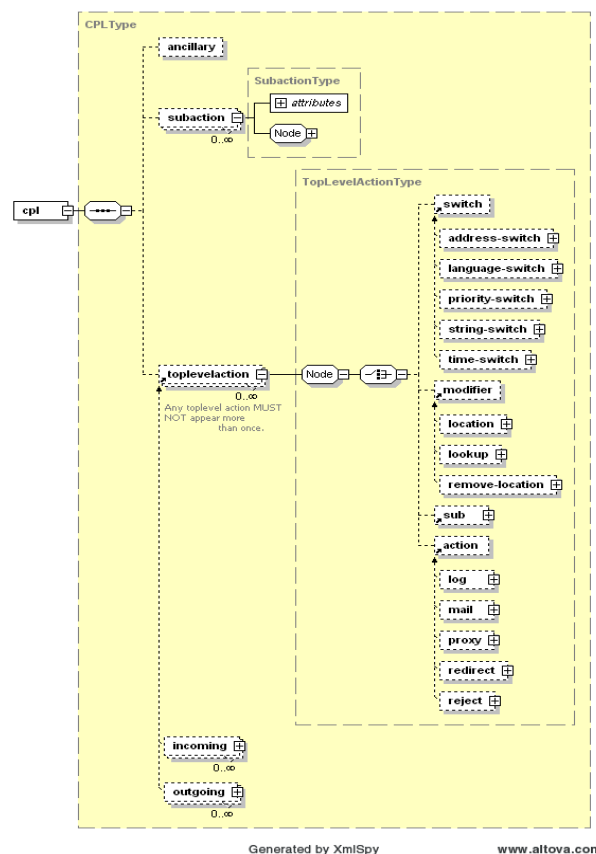 CPLType
ancillary
SubactionType
attributes
subaction
Node
0..∞
TopLevelActionType
cpl
switch
address-switch
language-switch
priority-switch
string-switch
time-switch
toplevelaction
Node
0..∞
Any toplevel action MUST
NOT appear more
than once.
modifier
location
lookup
remove-location
sub
action
log
mail
proxy
redirect
reject
incoming
0..∞
outgoing
0..∞
Generated by XmlSpy
www.altova.com